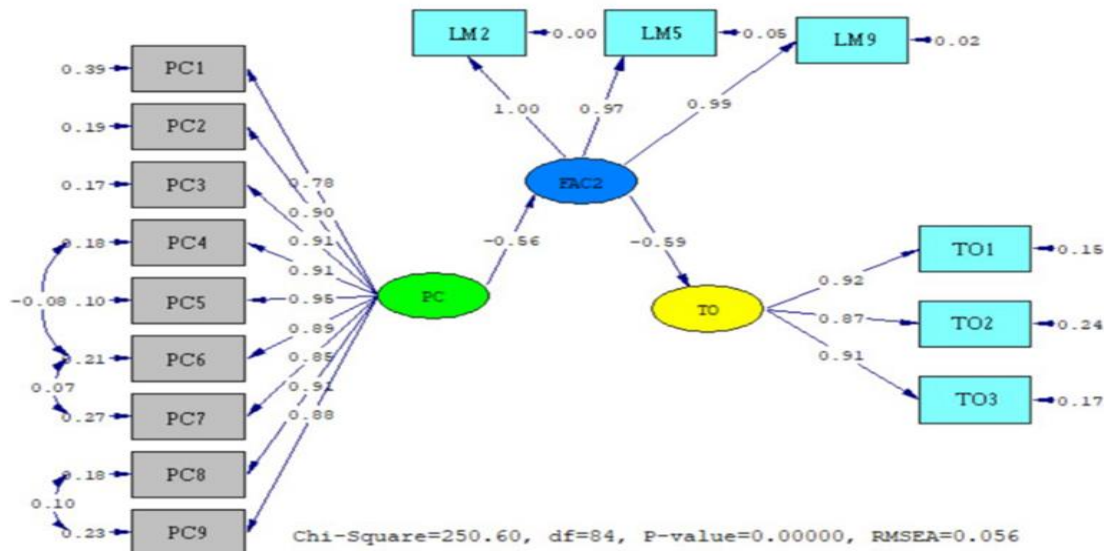 LM2
0.00
LM5
0.05
LM9
0.02
0.39
PC1
0.19
PC2
0.17
PC3
0.18
PC4
-0.08
.10
PC5
0.21
PC6
0.07
0.27
PC7
0.18
PC8
0.10
0.23
PC9
0.78
0.90
0.91
0.91
0.95
0.89
0.85
0.91
0.88
PC
-0.56
FAC2
1.00
0.97
0.99
-0.59
TO
0.92
0.87
0.91
TO1
0.15
TO2
0.24
TO3
0.17
Chi-Square=250.60, df=84, P-value=0.00000, RMSEA=0.056